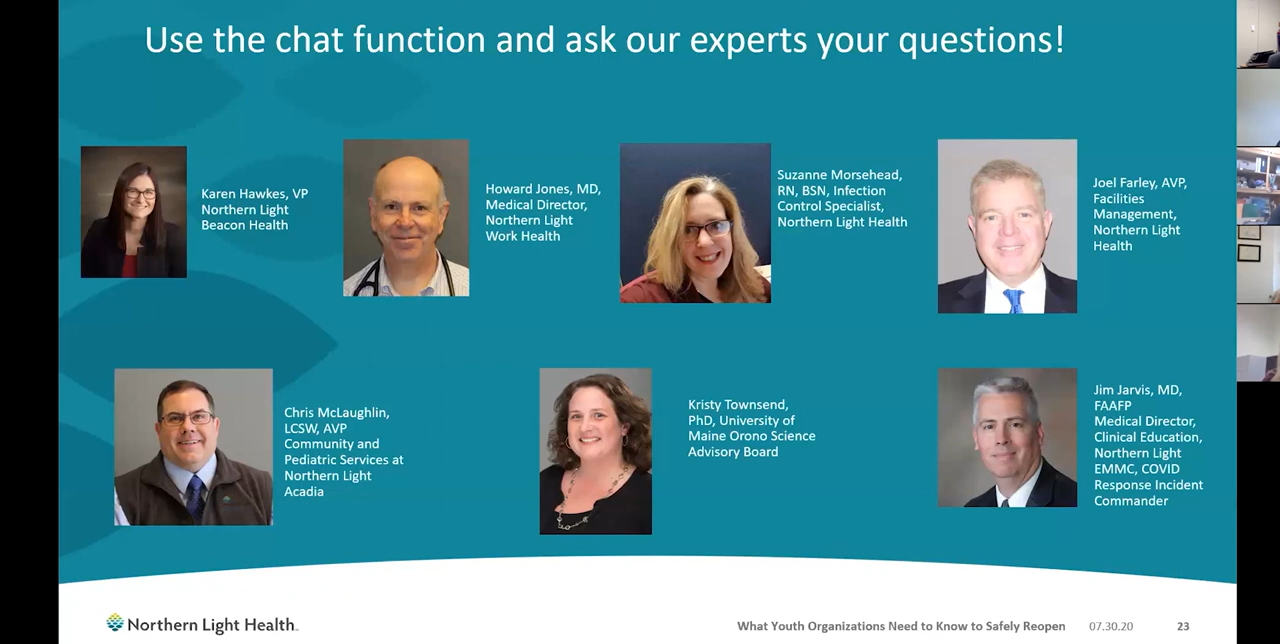 Use the chat function and ask our experts your questions!
Karen Hawkes, VP
Northern Light
Beacon Health
Howard Jones, MD,
Medical Director,
Northern Light
Work Health
Suzanne Morsehead,
RN, BSN, Infection
Control Specialist,
Northern Light Health
Joel Farley, AVP,
Facilities
Management,
Northern Light
Health
Chris McLaughlin,
LCSW, AVP
Community and
Pediatric Services at
Northern Light
Acadia
Kristy Townsend,
PhD, University of
Maine Orono Science
Advisory Board
Jim Jarvis, MD,
FAAFP
Medical Director,
Clinical Education,
Northern Light
EMMC, COVID
Response Incident
Commander
Northern Light Health
What Youth Organizations Need to Know to Safely Reopen 07.30.20 23